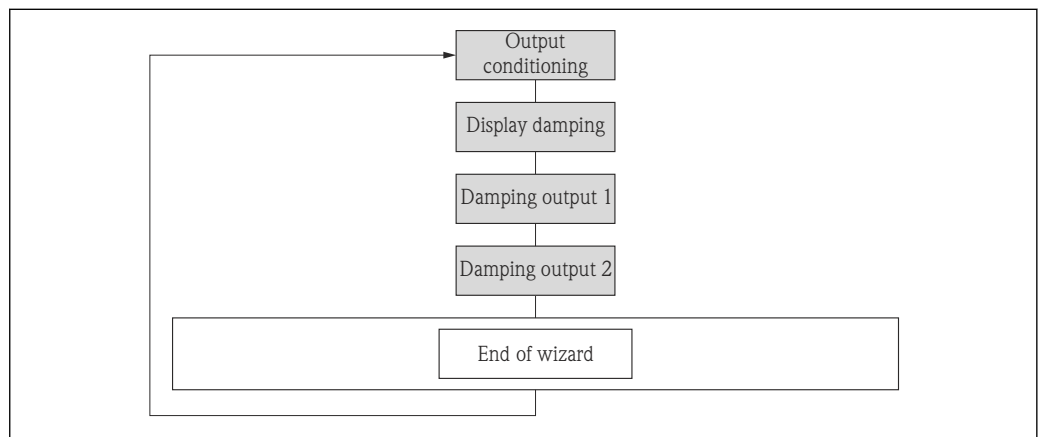 Output
conditioning
Display damping
Damping output 1
Damping output 2
End of wizard